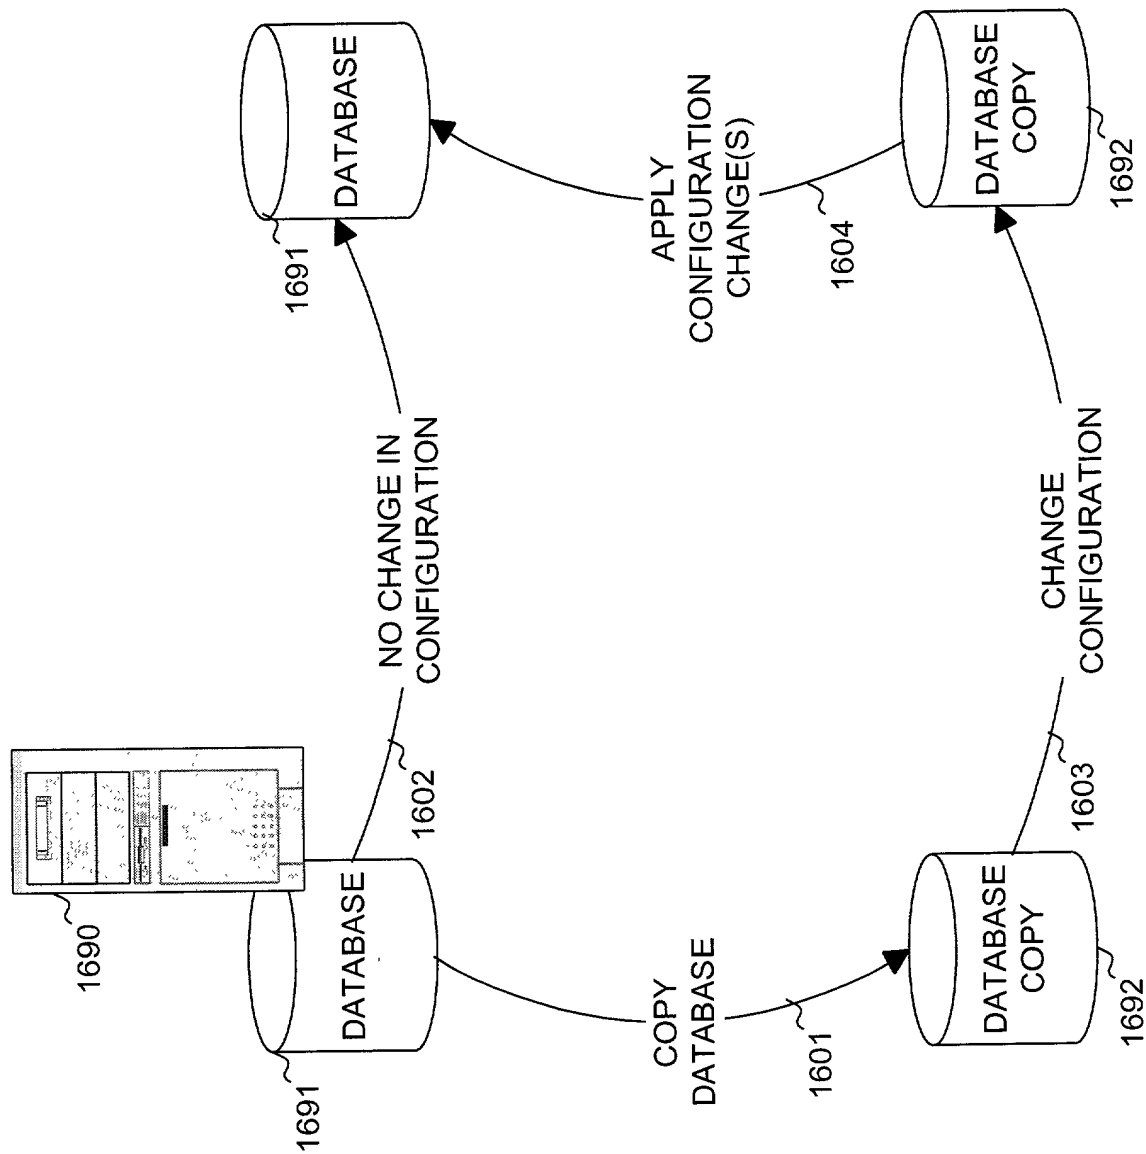 1690
1691
DATABASE
1602
NO CHANGE IN
CONFIGURATION
1691
DATABASE
COPY
DATABASE
1601
APPLY
CONFIGURATION
CHANGE(S)
1604
DATABASE
COPY
1692
1603
CHANGE
CONFIGURATION
DATABASE
COPY
1692